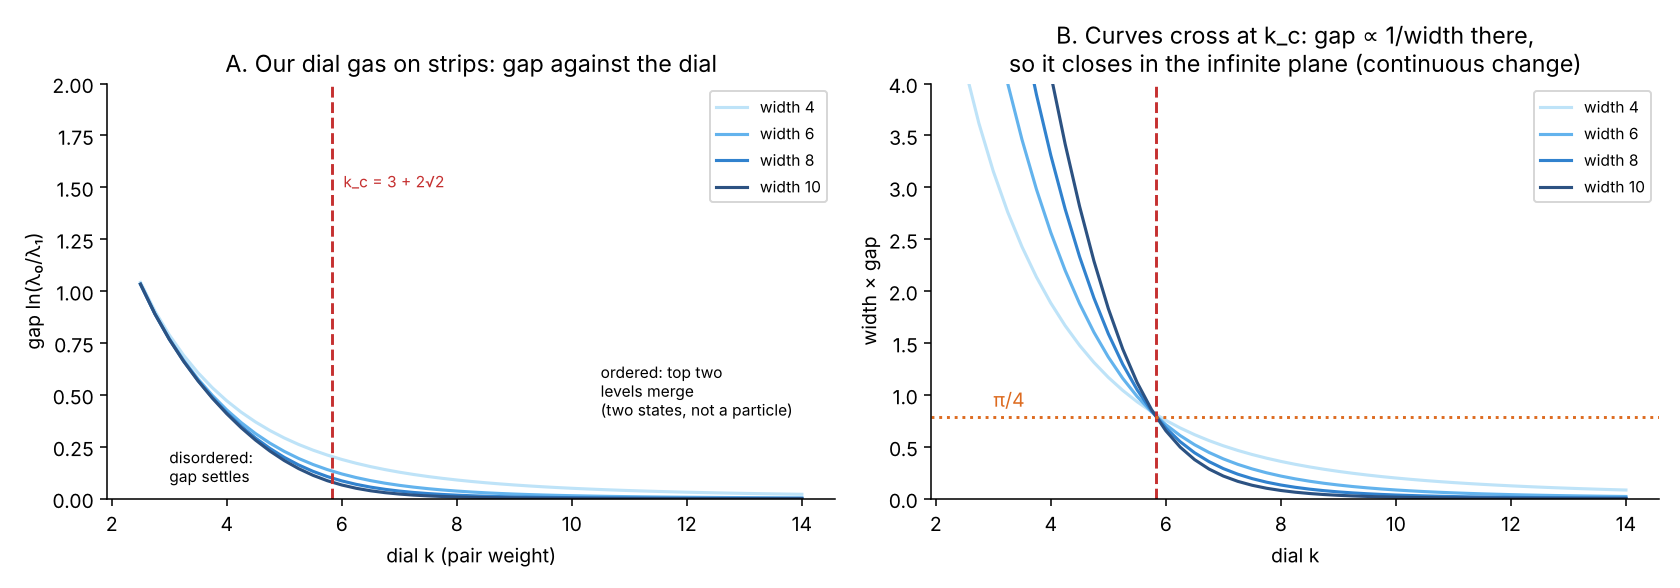 A. Our dial gas on strips: gap against the dial
2.00
1.75
1.50
1.25
1.00
0.75
0.50
0.25
0.00
gap ln(λ₀/λ₁)
width 4
width 6
width 8
width 10
k_c = 3 + 2√2
ordered: top two
levels merge
(two states, not a particle)
disordered:
gap settles
2 4 6 8 10 12 14
dial k (pair weight)
B. Curves cross at k_c: gap ∝ 1/width there,
so it closes in the infinite plane (continuous change)
4.0
3.5
3.0
2.5
2.0
1.5
1.0
0.5
0.0
width × gap
width 4
width 6
width 8
width 10
π/4
2 4 6 8 10 12 14
dial k